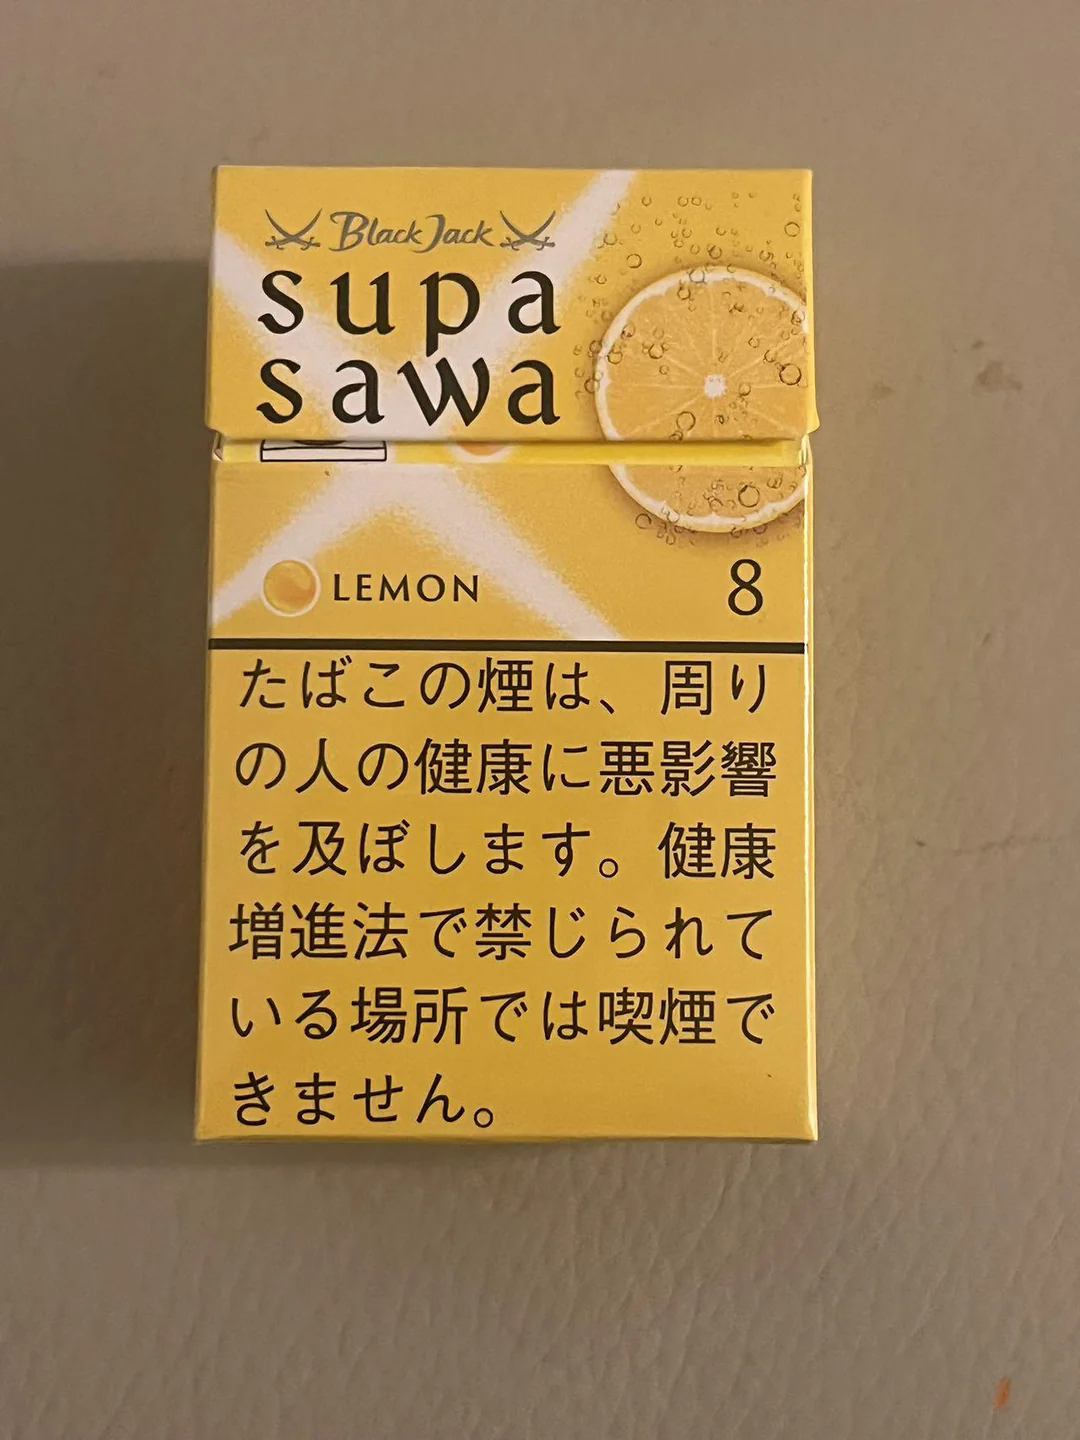 Black Jack
supa
sawa
LEMON
8
たばこの煙は、周り
の人の健康に悪影響
を及ぼします。健康
増進法で禁じられて
いる場所では喫煙で
きません。